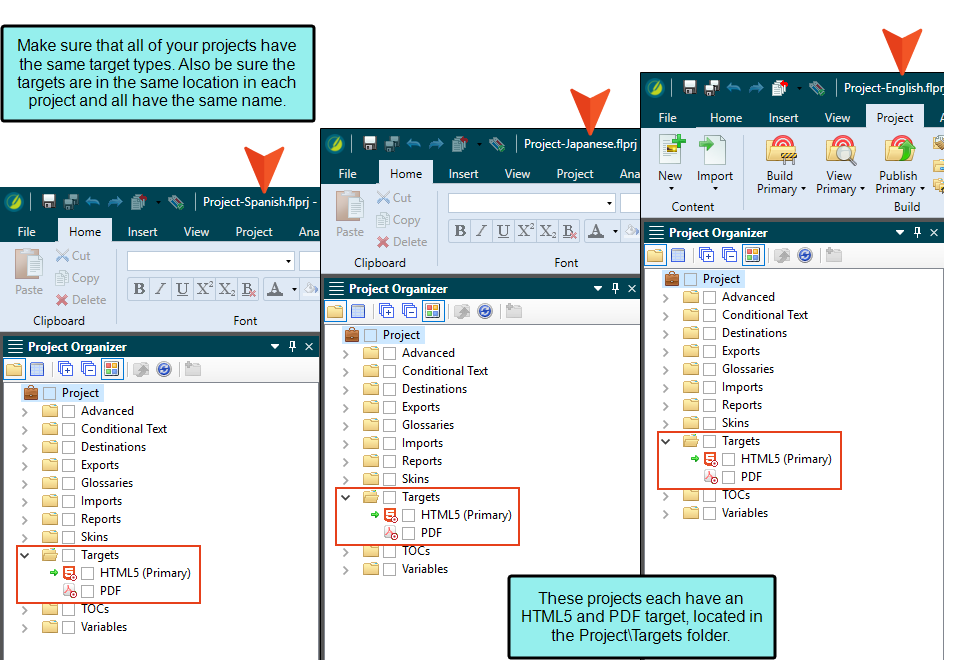 Make sure that all of your projects have
the same target types. Also be sure the
targets are in the same location in each
project and all have the same name.
Project-Spanish.flprj -
File Home Insert View Project Ana
Paste
Cut
Copy
Delete
B I U X² X₂ B A
Clipboard Font
Project Organizer
Project
Advanced
Conditional Text
Destinations
Exports
Glossaries
Imports
Reports
Skins
Targets
HTML5 (Primary)
PDF
TOCs
Variables
Project-Japanese.flprj
File Home Insert View Project Ana
Paste
Cut
Copy
Delete
B I U X² X₂ B A
Clipboard Font
Project Organizer
Project
Advanced
Conditional Text
Destinations
Exports
Glossaries
Imports
Reports
Skins
Targets
HTML5 (Primary)
PDF
TOCs
Variables
Project-English.flprj
File Home Insert View Project A
New Import Build View Publish
Primary Primary Primary
Content Build
Project Organizer
Project
Advanced
Conditional Text
Destinations
Exports
Glossaries
Imports
Reports
Skins
Targets
HTML5 (Primary)
PDF
TOCs
Variables
These projects each have an
HTML5 and PDF target, located in
the Project\Targets folder.